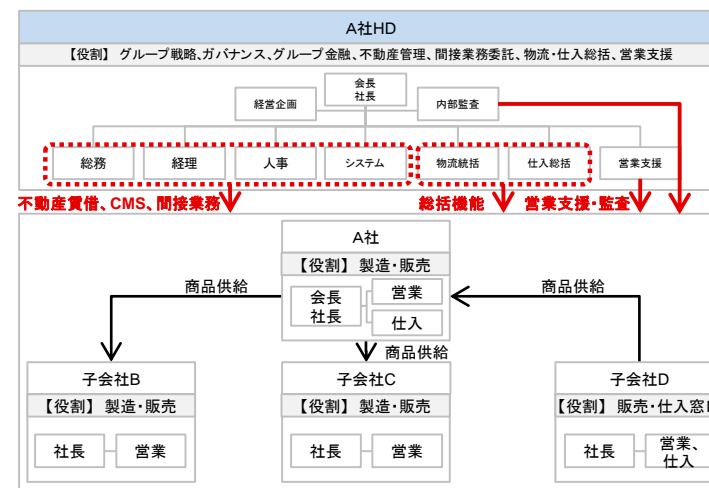 A社HD
【役割】 グループ戦略、ガバナンス、グループ金融、不動産管理、間接業務委託、物流・仕入総括、営業支援
会長
社長
経営企画
内部監査
総務
経理
人事
システム
物流統括
仕入総括
営業支援
不動産賃借、CMS、間接業務
総括機能
営業支援・監査
A社
【役割】 製造・販売
会長
社長
営業
仕入
商品供給
商品供給
商品供給
子会社B
【役割】 製造・販売
社長
営業
子会社C
【役割】 製造・販売
社長
営業
子会社D
【役割】 販売・仕入窓
社長
営業、
仕入